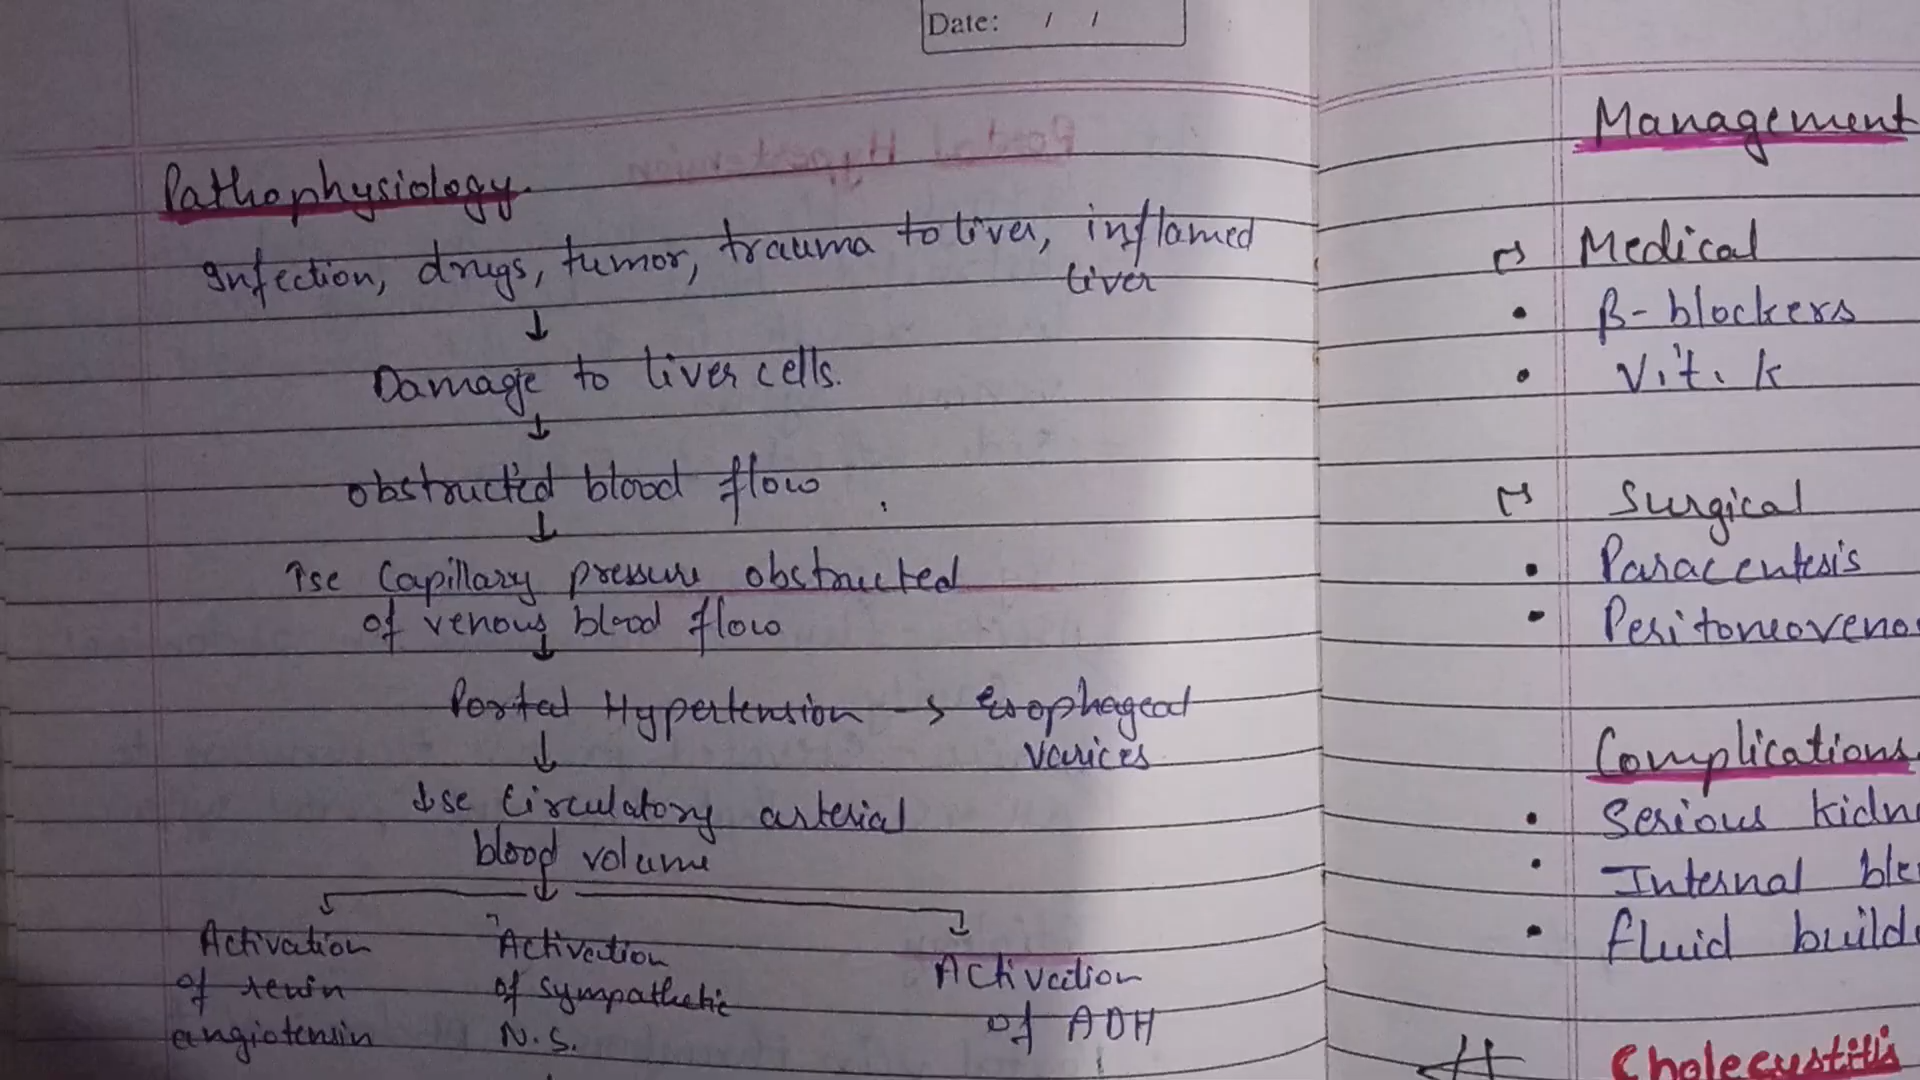 Date: / /
Pathophysiology.
Infection, drugs, tumor, trauma to liver, inflamed
liver
↓
Damage to liver cells.
↓
obstructed blood flow
↓
↑se Capillary pressure obstructed
of venous blood flow
↓
Portal Hypertension → Esophageal
varices
↓
↓se Circulatory arterial
blood volume
↓
Activation
of renin
angiotensin
Activation
of sympathetic
N.S.
Activation
of ADH
Management
Medical
• β-blockers
• Vit. K
Surgical
• Paracentesis
• Peritoneoveno
Complications
• Serious kidn
• Internal ble
• fluid build
# Cholecystitis